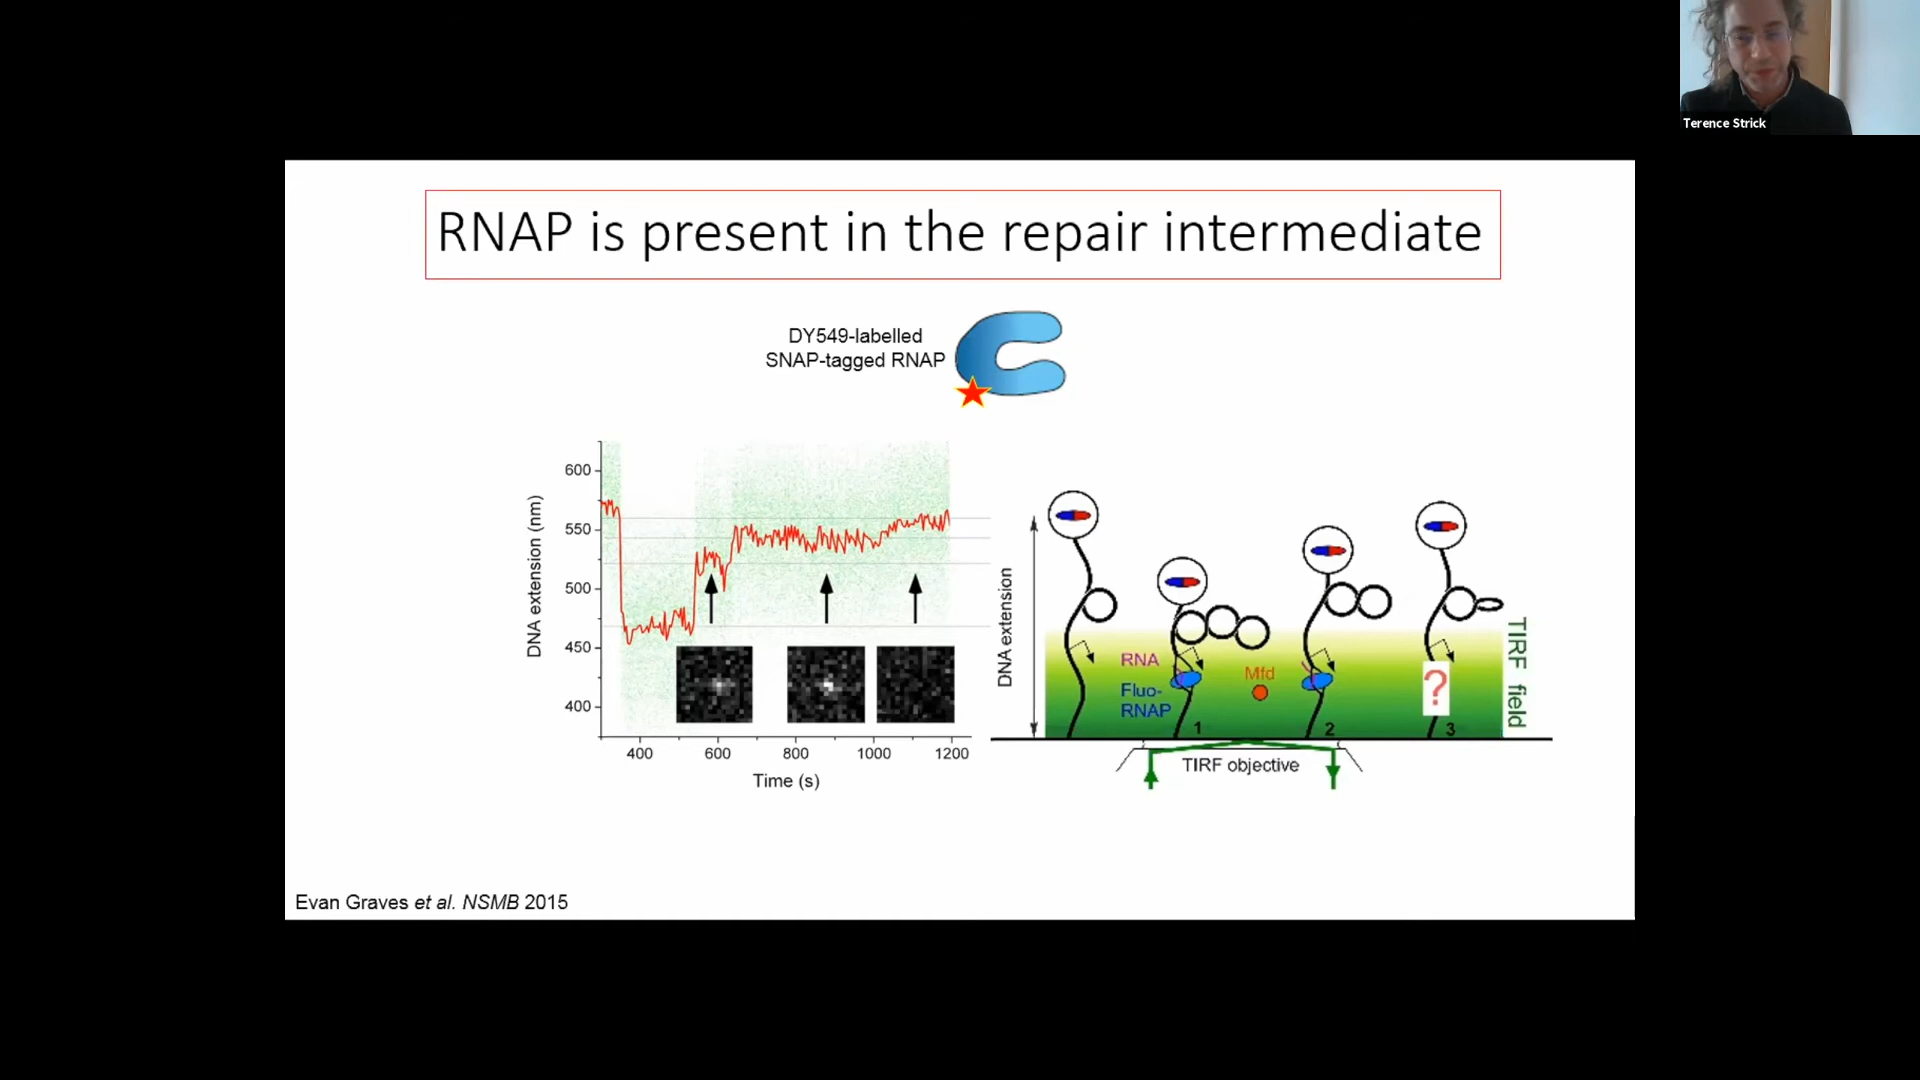 Terence Strick
RNAP is present in the repair intermediate
DY549-labelled
SNAP-tagged RNAP
DNA extension (nm)
600
550
500
450
400
400 600 800 1000 1200
Time (s)
DNA extension
RNA
Fluo-
RNAP
Mfd
?
1 2 3
TIRF field
TIRF objective
Evan Graves et al. NSMB 2015